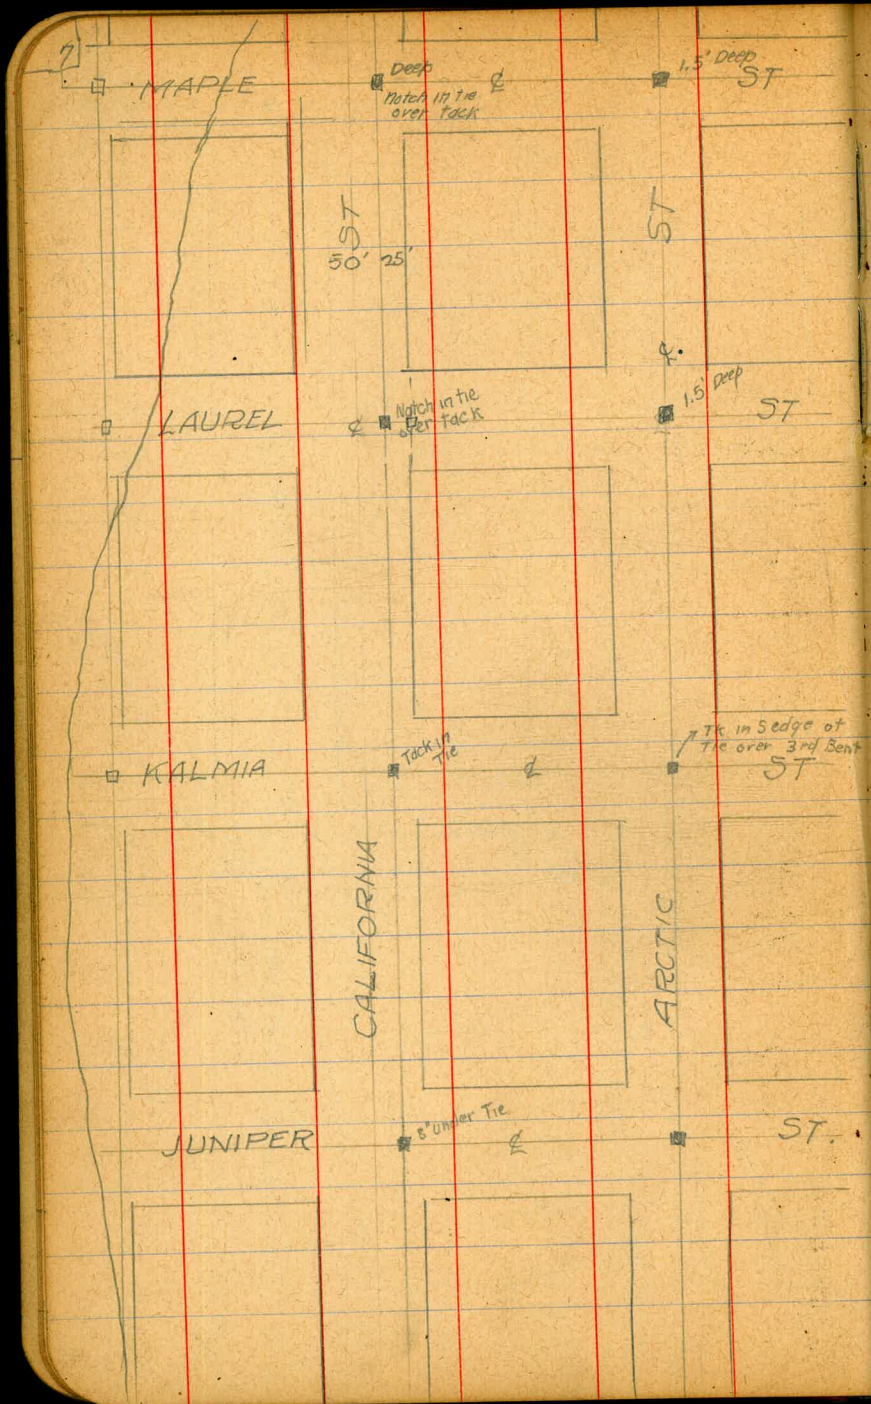 7
MAPLE
Deep
℄
1.5' Deep
ST
Notch in tie
over tack
ST
50' 25'
ST
℄
LAUREL
℄
Notch in tie
over tack
1.5' Deep
ST
KALMIA
Tack in
Tie
℄
Tk in S edge of
Tie over 3rd Bent
ST
CALIFORNIA
ARCTIC
JUNIPER
8" under Tie
℄
ST.